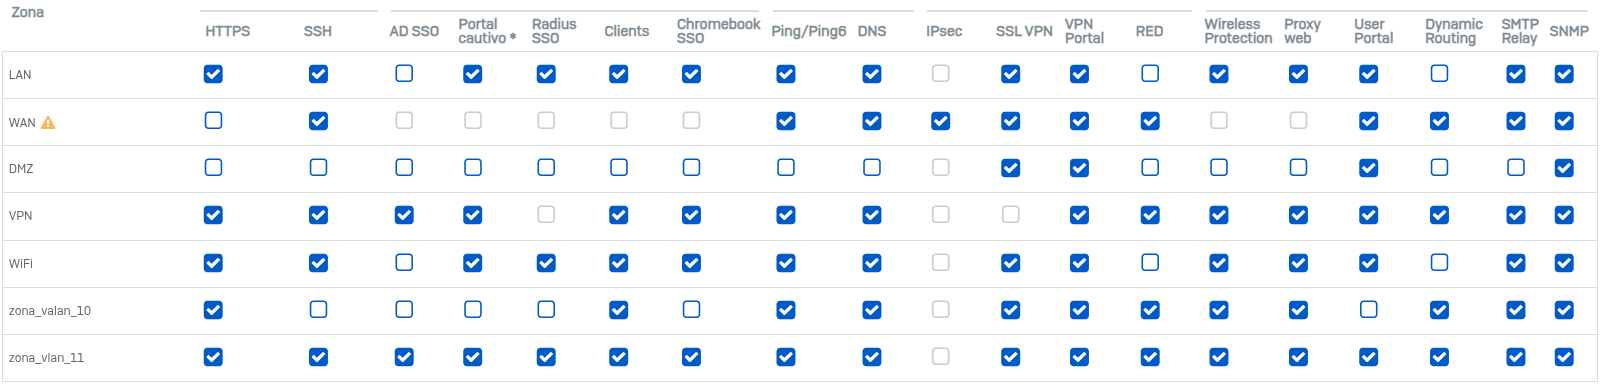 Zona
HTTPS SSH AD SSO Portal cautivo * Radius SSO Clients Chromebook SSO Ping/Ping6 DNS IPsec SSL VPN VPN Portal RED Wireless Protection Proxy web User Portal Dynamic Routing SMTP Relay SNMP
LAN
WAN
DMZ
VPN
WiFi
zona_valan_10
zona_vlan_11